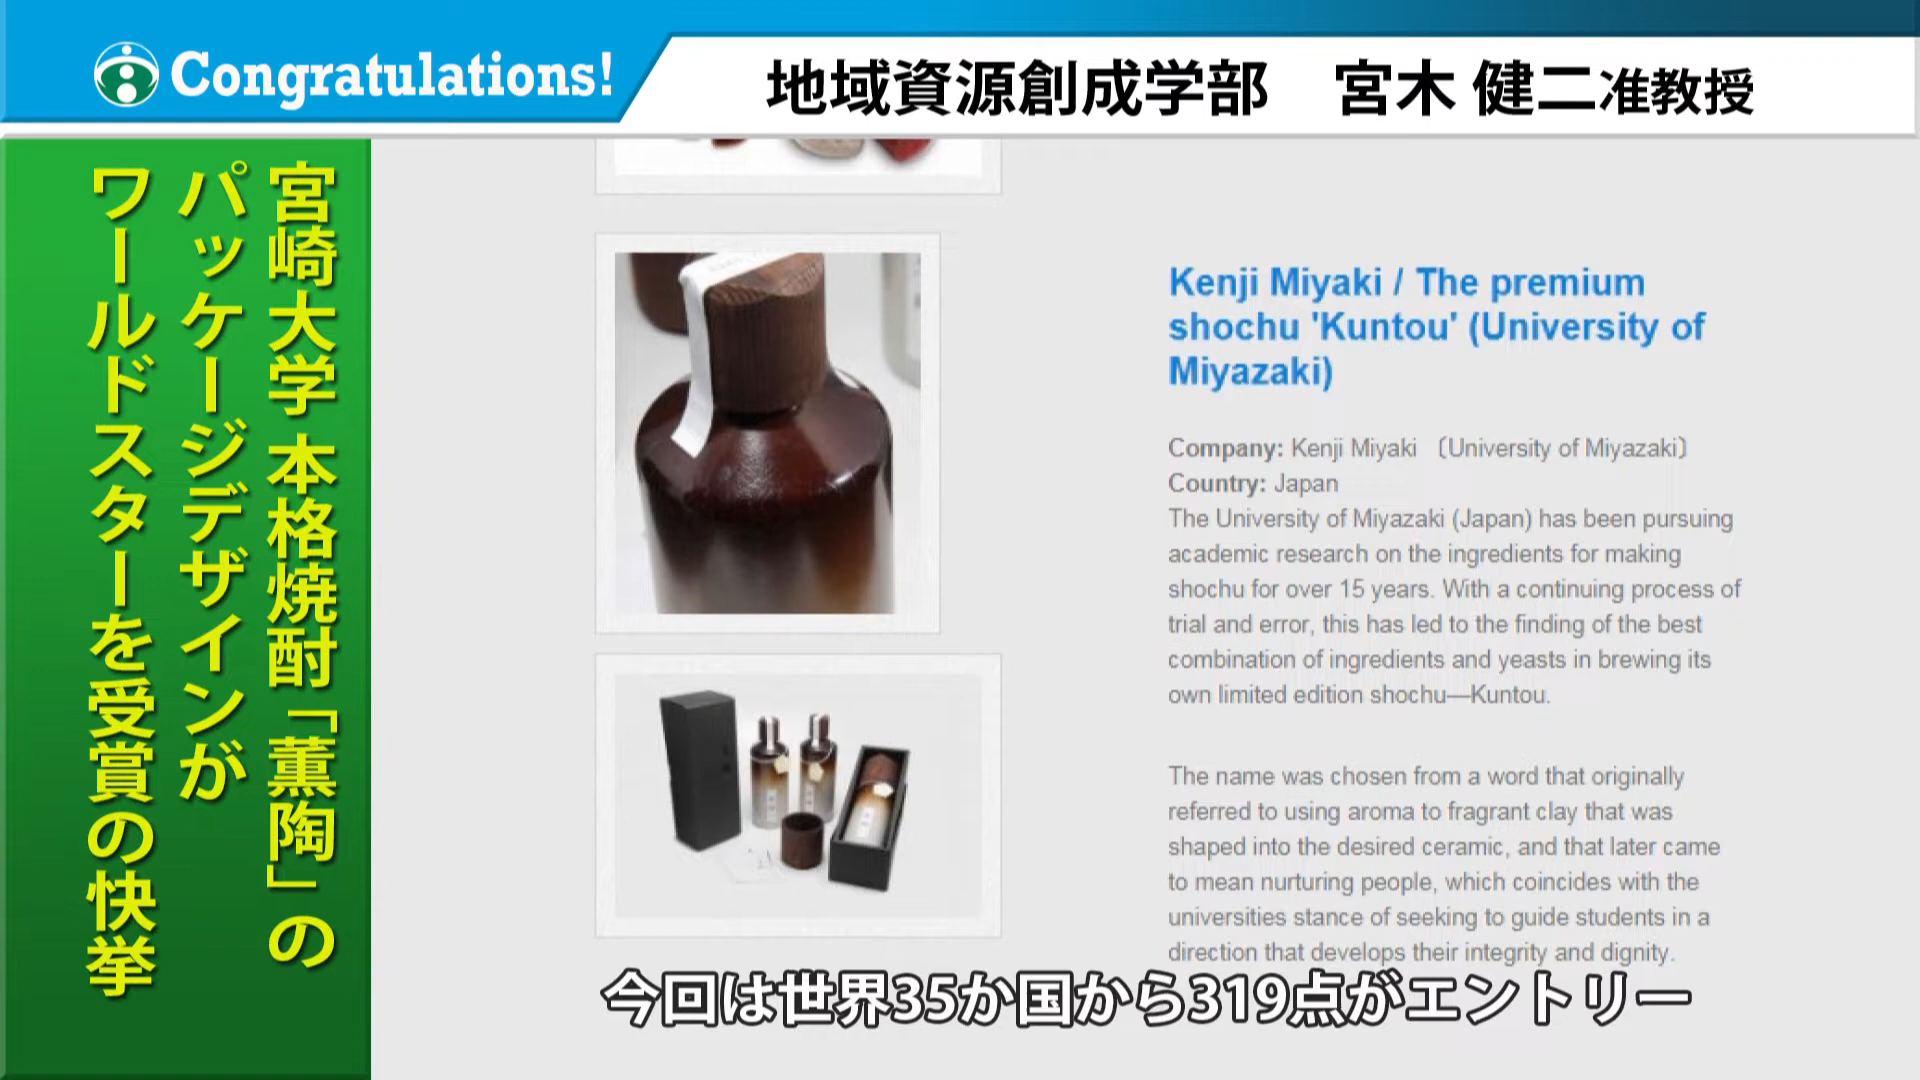 Congratulations!
地域資源創成学部 宮木 健二准教授
宮崎大学 本格焼酎「薫陶」の
パッケージデザインが
ワールドスターを受賞の快挙
Kenji Miyaki / The premium
shochu 'Kuntou' (University of
Miyazaki)
Company: Kenji Miyaki 〔University of Miyazaki〕
Country: Japan
The University of Miyazaki (Japan) has been pursuing
academic research on the ingredients for making
shochu for over 15 years. With a continuing process of
trial and error, this has led to the finding of the best
combination of ingredients and yeasts in brewing its
own limited edition shochu—Kuntou.
The name was chosen from a word that originally
referred to using aroma to fragrant clay that was
shaped into the desired ceramic, and that later came
to mean nurturing people, which coincides with the
universities stance of seeking to guide students in a
direction that develops their integrity and dignity.
今回は世界35か国から319点がエントリー